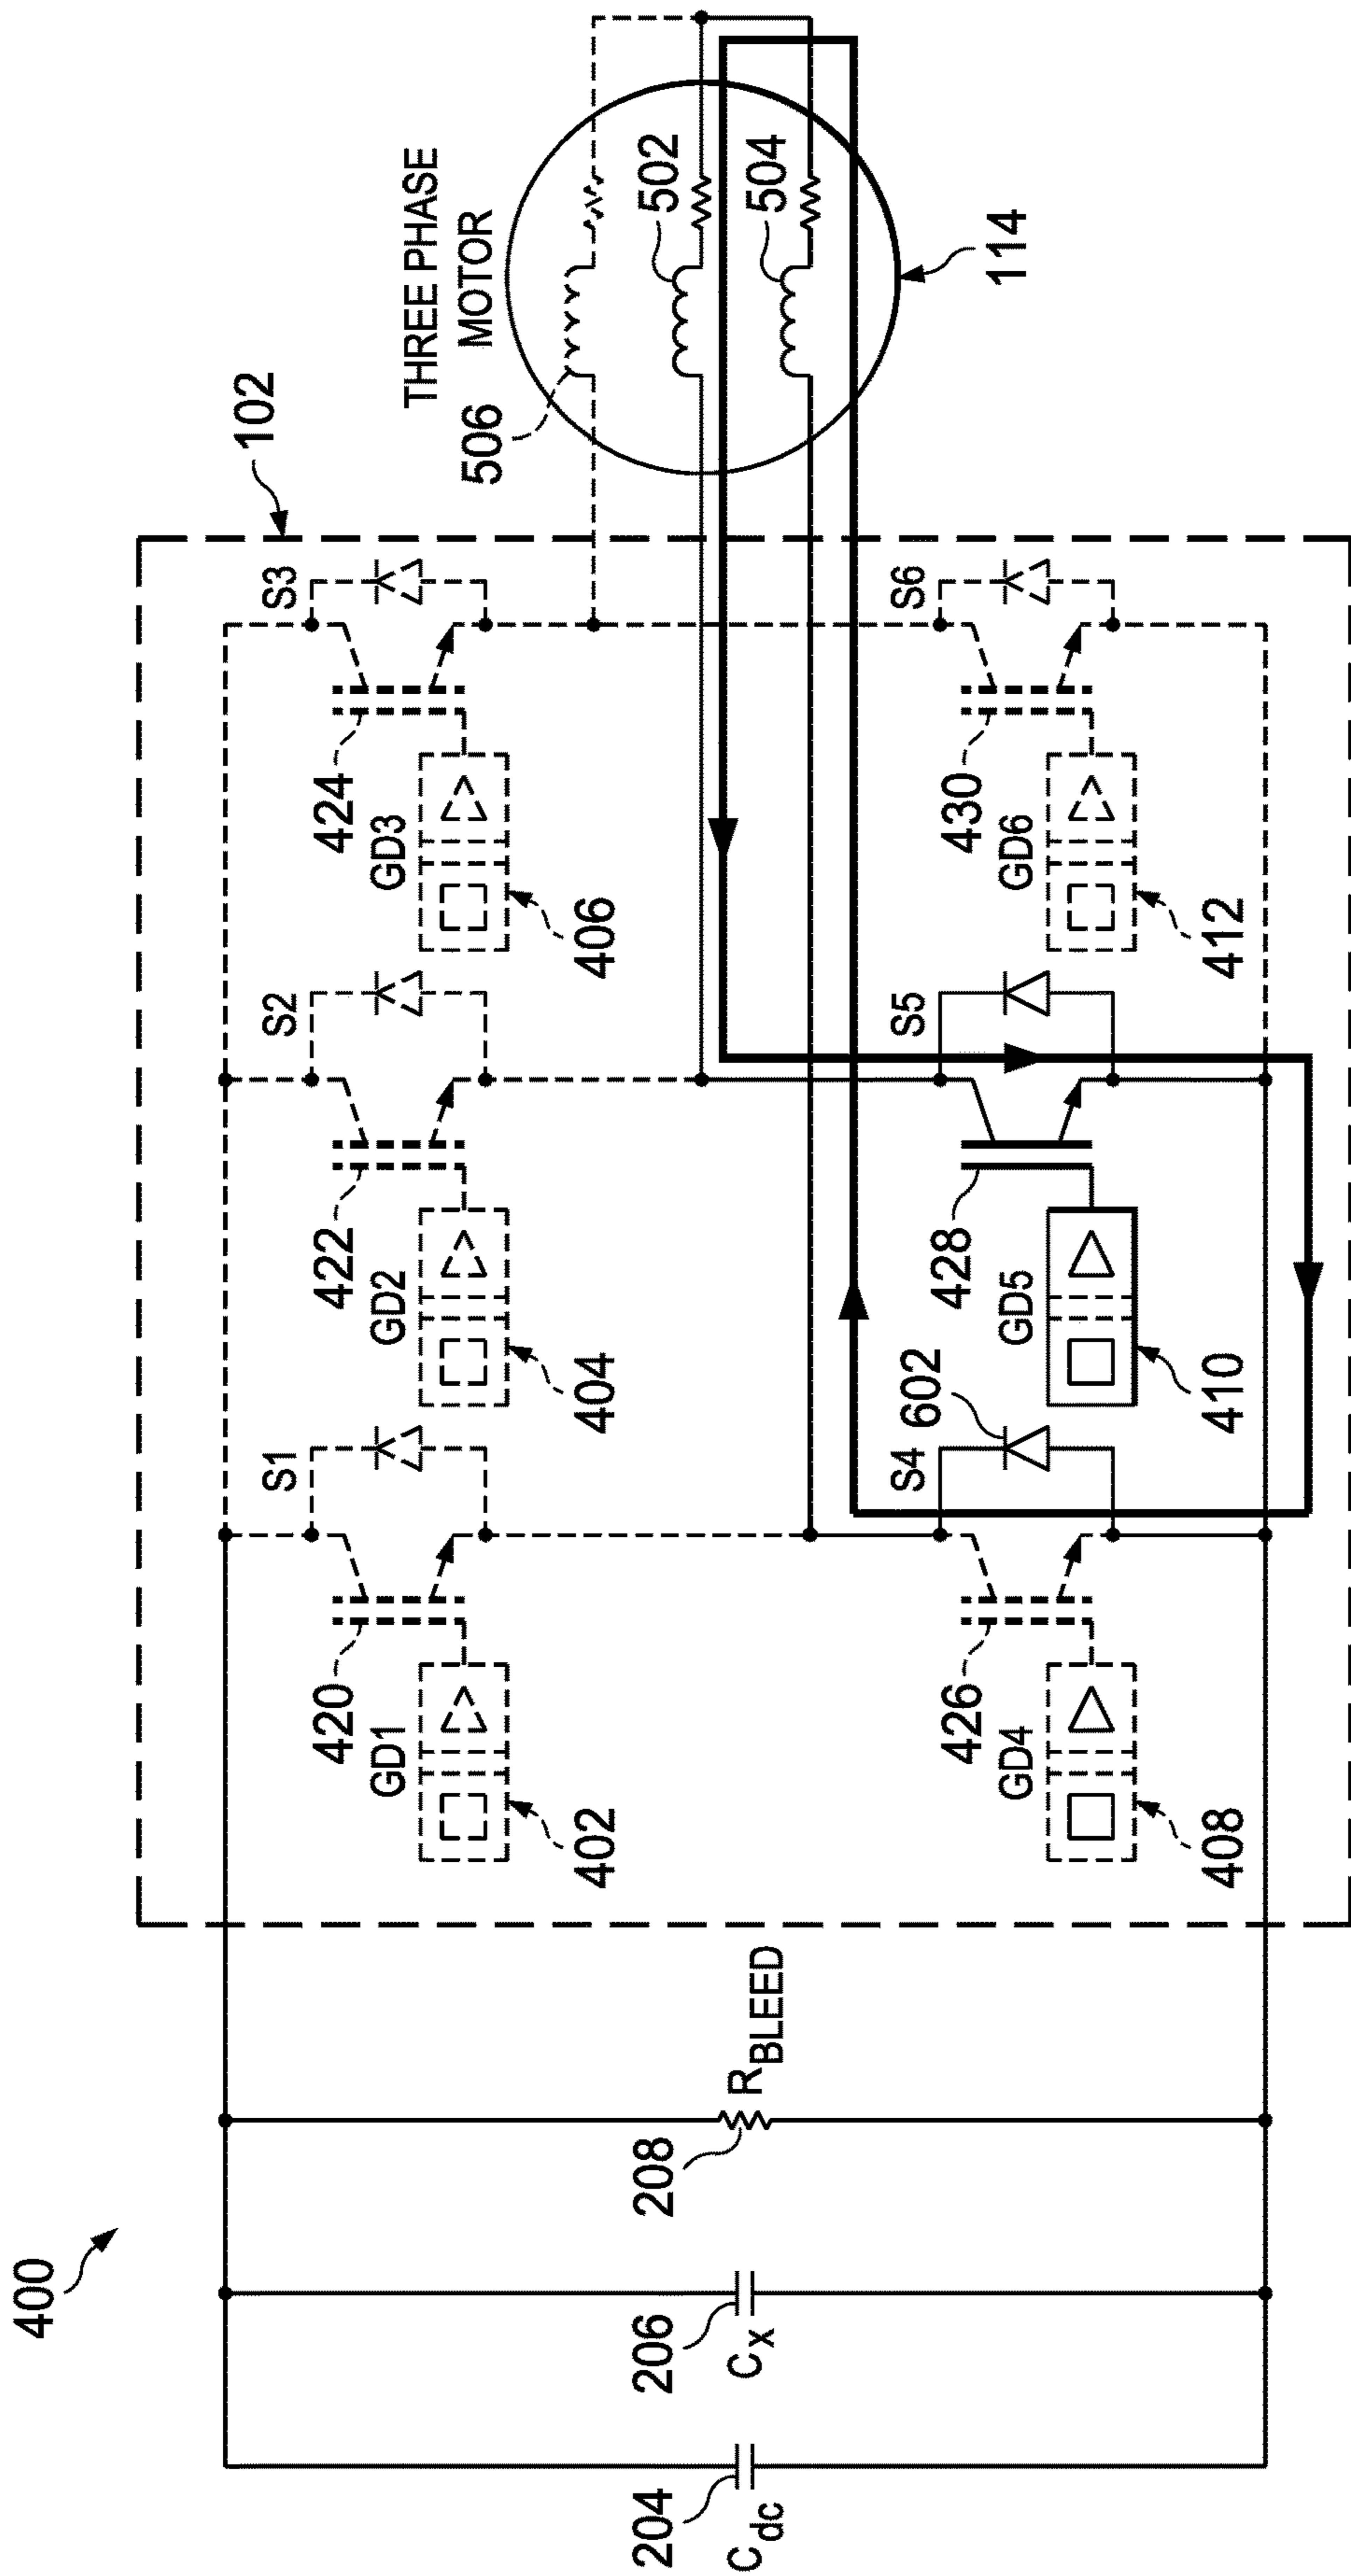 400
102
THREE PHASE
MOTOR
506
502
504
114
S1
420
GD1
402
S2
422
GD2
404
S3
424
GD3
406
204
Cdc
206
Cx
208
RBLEED
S4
602
426
GD4
408
S5
428
GD5
410
S6
430
GD6
412